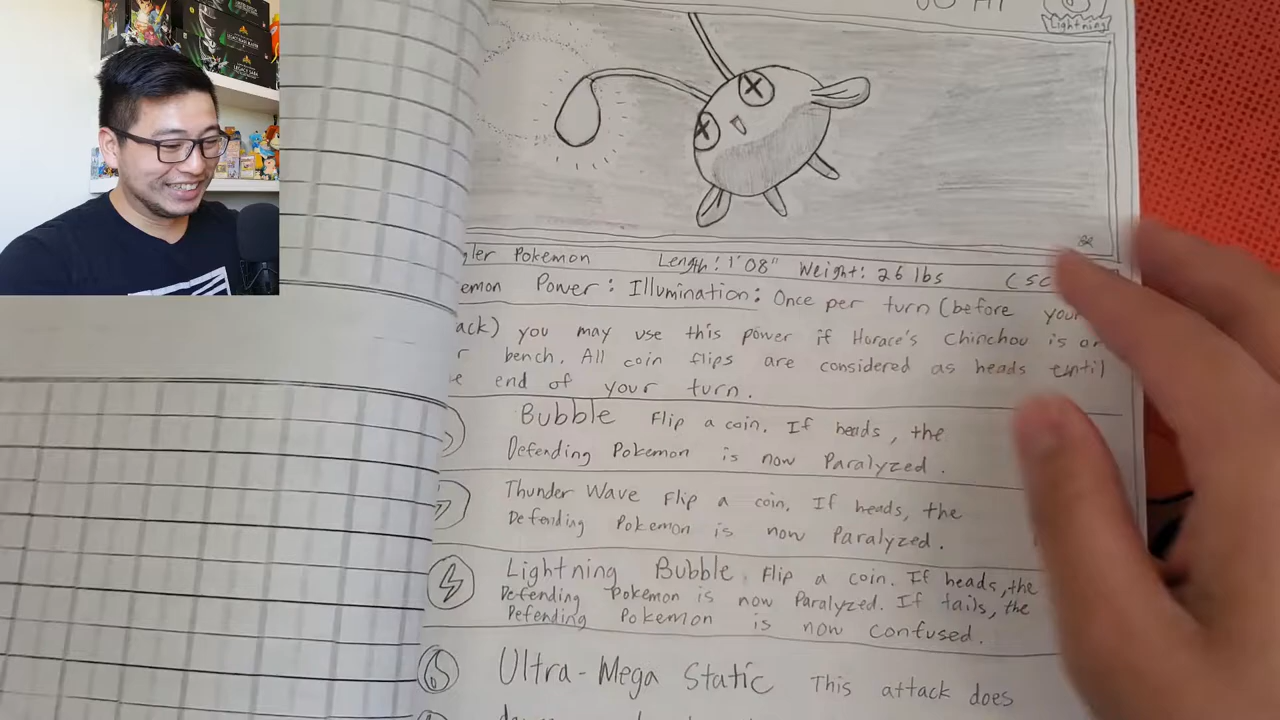 Lightning
gler Pokemon Length: 1'08" Weight: 26 lbs
emon Power: Illumination: Once per turn (before your
ack) you may use this power if Horace's Chinchou is on
r bench. All coin flips are considered as heads until
e end of your turn.
Bubble Flip a coin. If heads, the
Defending Pokemon is now Paralyzed.
Thunder Wave Flip a coin. If heads, the
Defending Pokemon is now Paralyzed.
Lightning Bubble. Flip a coin. If heads, the
Defending Pokemon is now Paralyzed. If tails, the
Defending Pokemon is now Confused.
Ultra-Mega Static This attack does